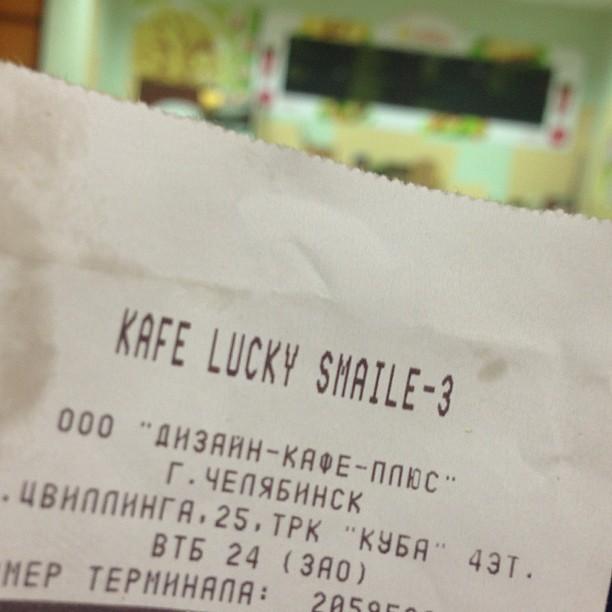 KAFE LUCKY SMAILE-3
ООО "ДИЗАЙН-КАФЕ-ПЛЮС"
Г.ЧЕЛЯБИНСК
.ЦВИЛЛИНГА,25,ТРК "КУБА" 4ЭТ.
ВТБ 24 (ЗАО)
МЕР ТЕРМИНАЛА: